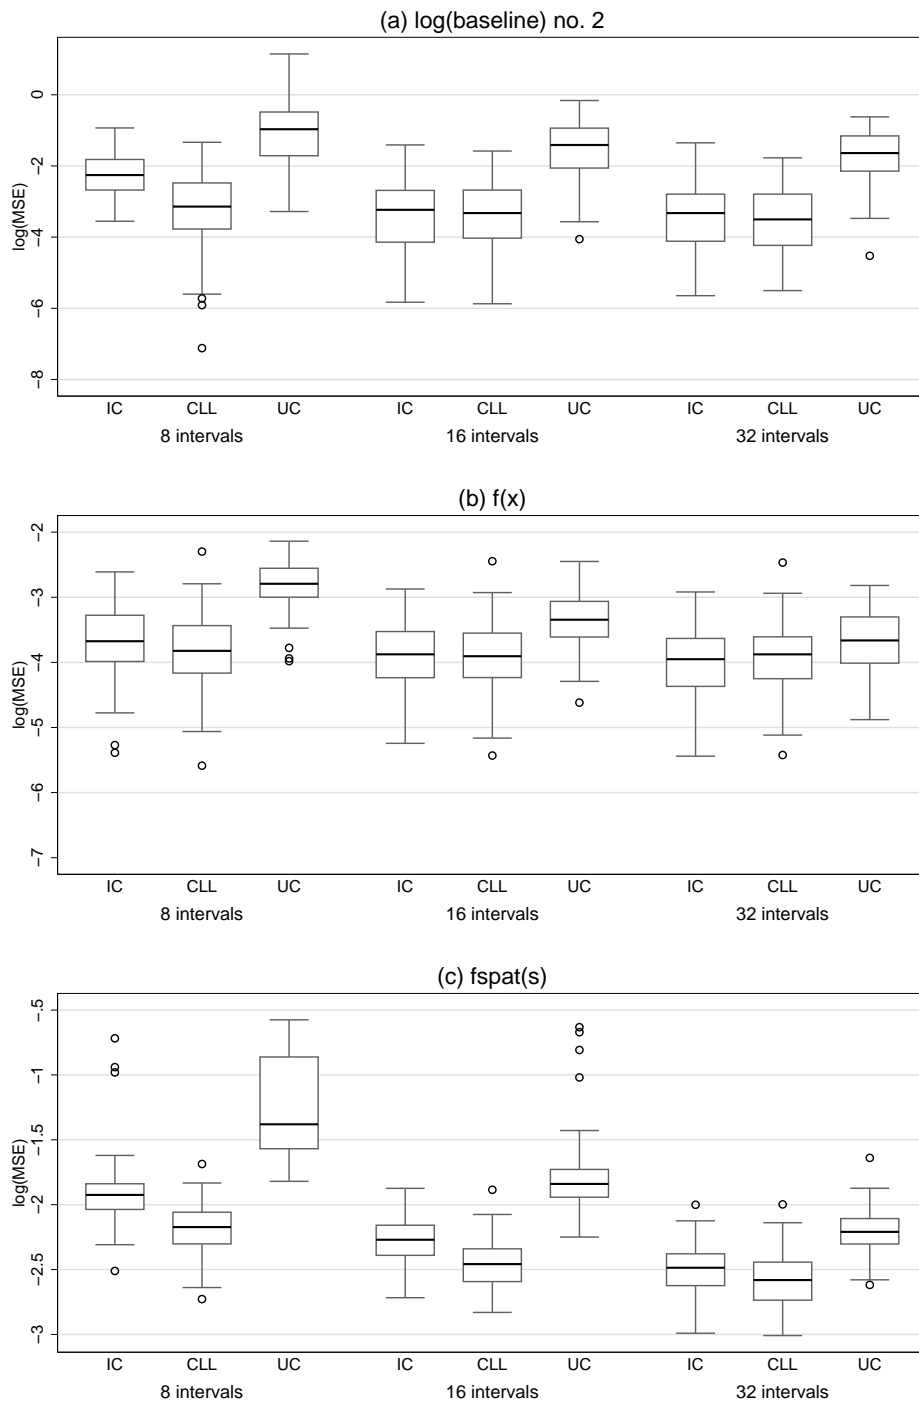 (a) log(baseline) no. 2
log(MSE)
0
−2
−4
−6
−8
IC CLL UC IC CLL UC IC CLL UC
8 intervals 16 intervals 32 intervals
(b) f(x)
log(MSE)
−2
−3
−4
−5
−6
−7
IC CLL UC IC CLL UC IC CLL UC
8 intervals 16 intervals 32 intervals
(c) fspat(s)
log(MSE)
−.5
−1
−1.5
−2
−2.5
−3
IC CLL UC IC CLL UC IC CLL UC
8 intervals 16 intervals 32 intervals